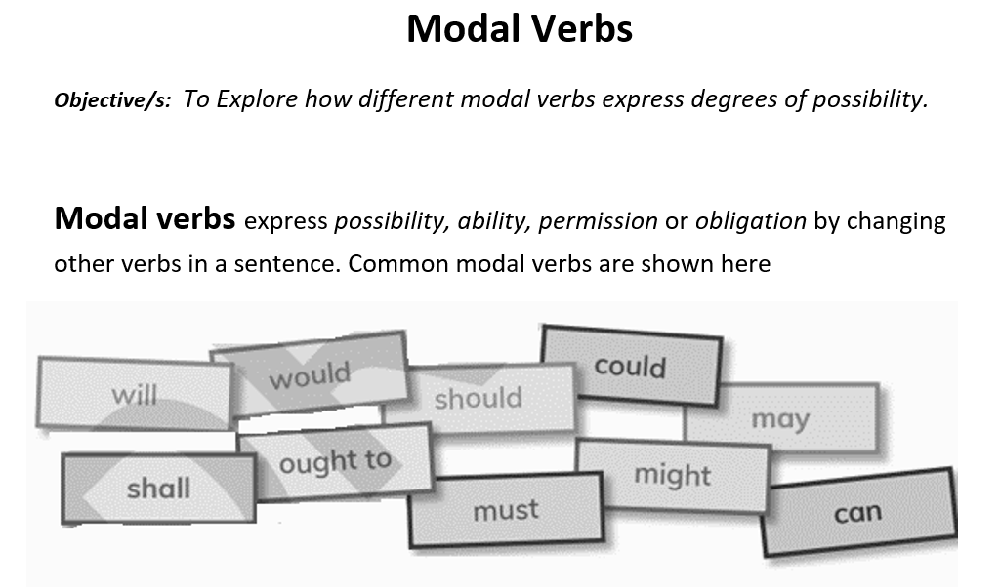 Modal Verbs
Objective/s: To Explore how different modal verbs express degrees of possibility.
Modal verbs express possibility, ability, permission or obligation by changing
other verbs in a sentence. Common modal verbs are shown here
will
would
should
could
may
shall
ought to
must
might
can